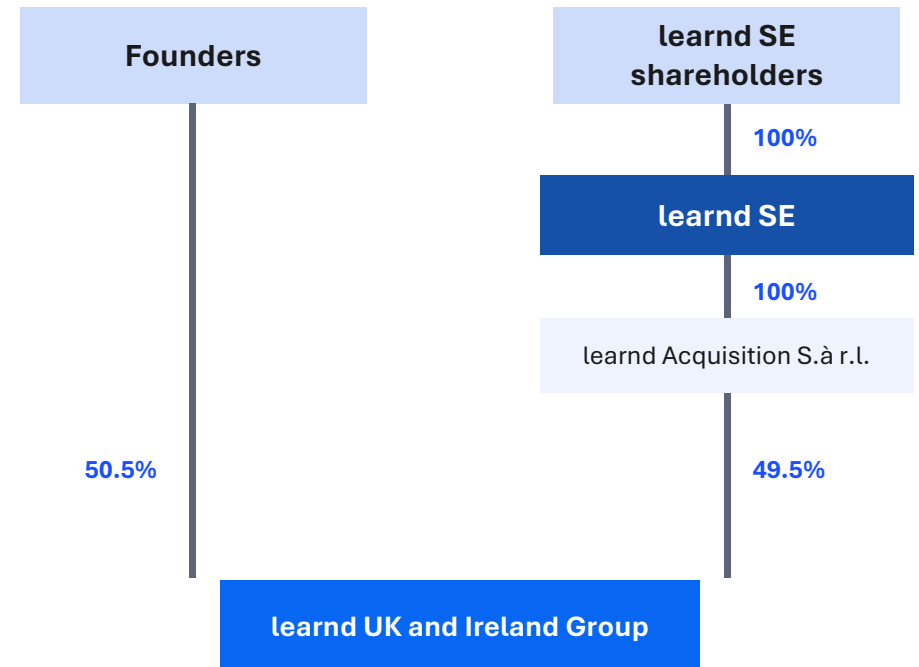 Founders
learnd SE
shareholders
100%
learnd SE
100%
learnd Acquisition S.à r.l.
50.5%
49.5%
learnd UK and Ireland Group